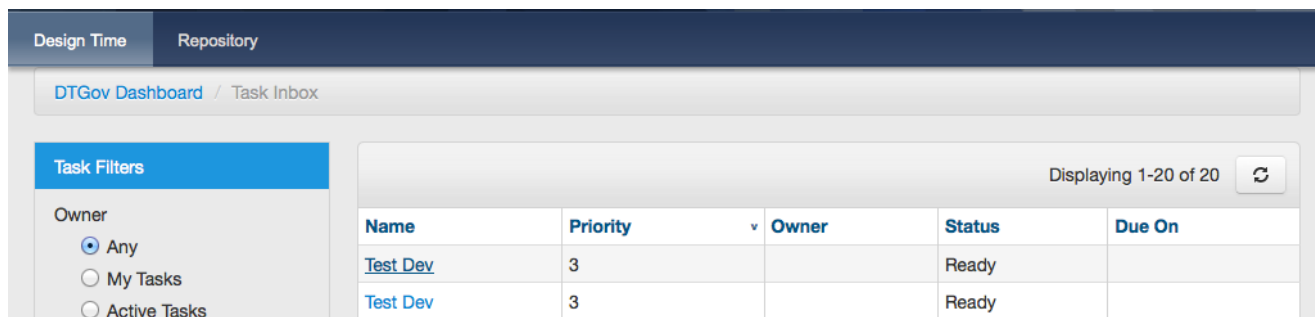 Design Time Repository
DTGov Dashboard / Task Inbox
Task Filters
Displaying 1-20 of 20
Owner
Any
My Tasks
Active Tasks
Name Priority v Owner Status Due On
Test Dev 3 Ready
Test Dev 3 Ready